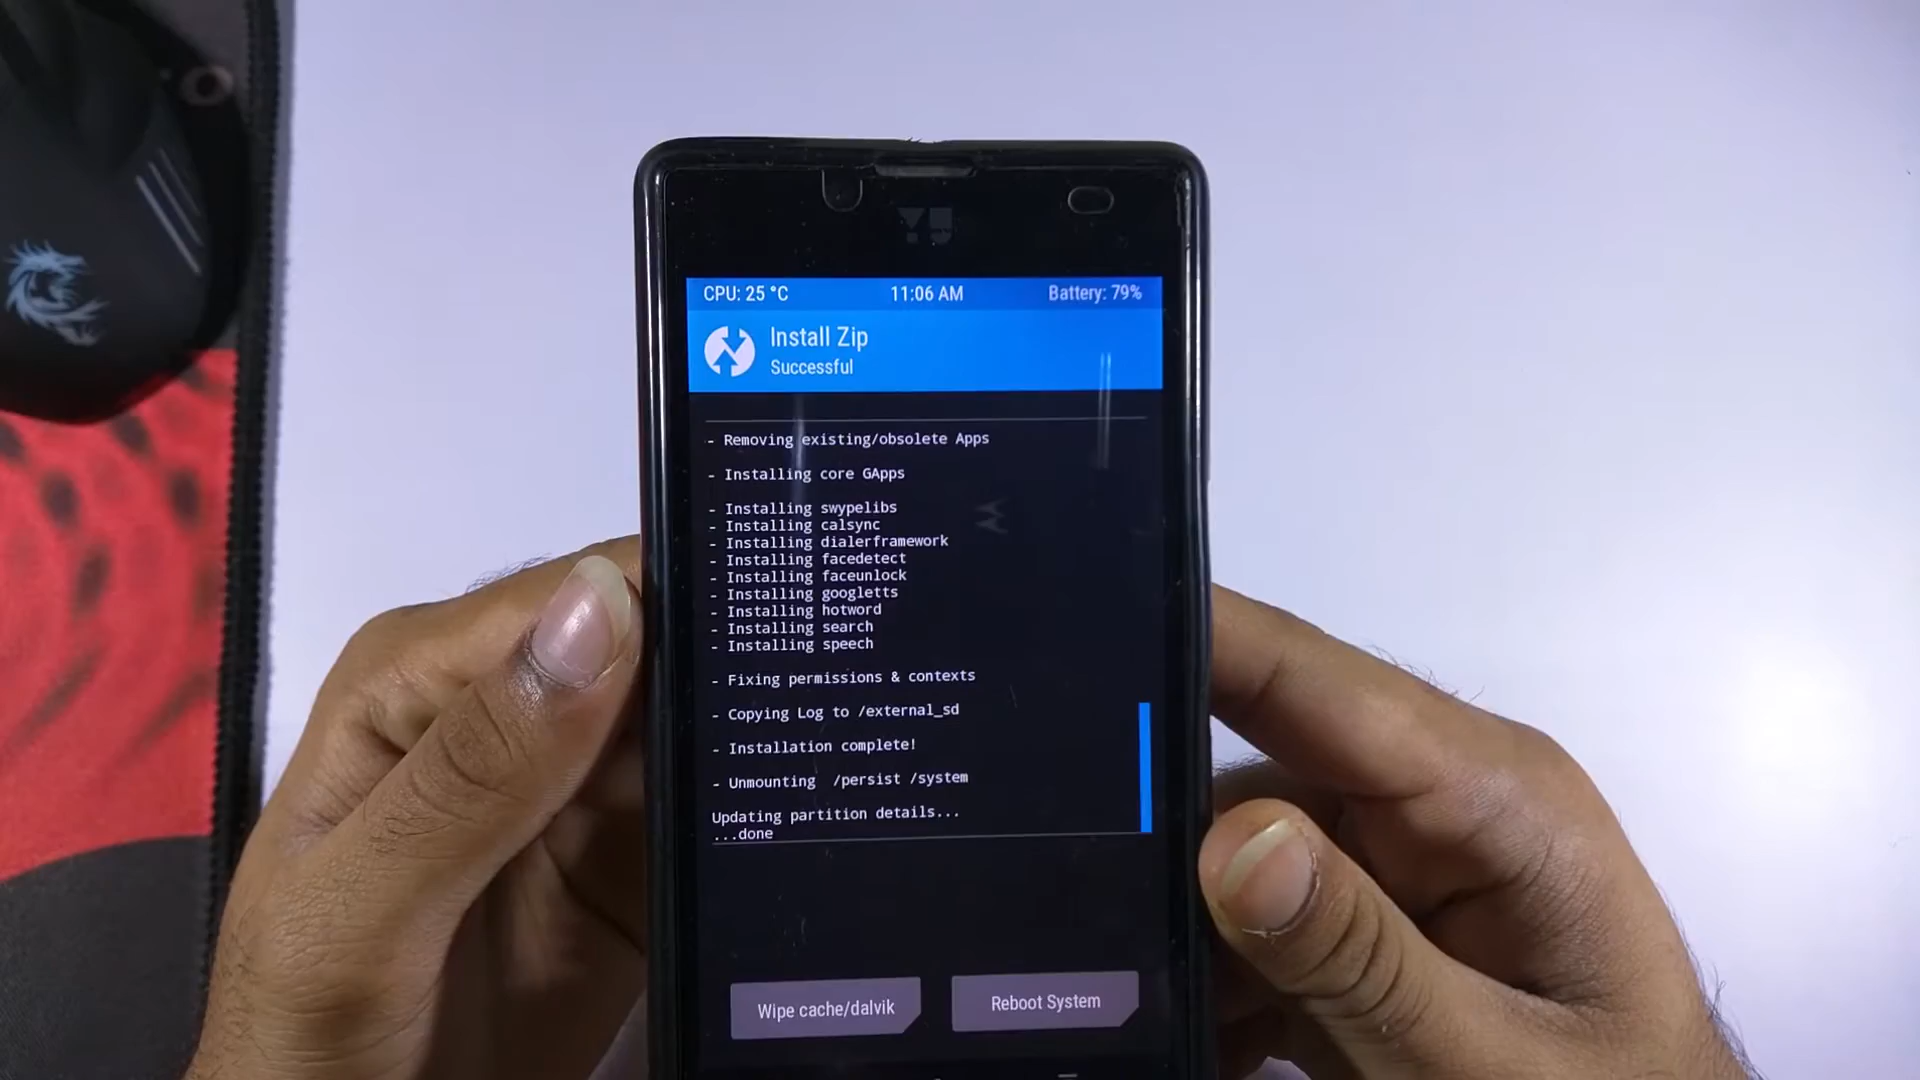 YU
CPU: 25 °C 11:06 AM Battery: 79%
Install Zip
Successful
- Removing existing/obsolete Apps
- Installing core GApps
- Installing swypelibs
- Installing calsync
- Installing dialerframework
- Installing facedetect
- Installing faceunlock
- Installing googletts
- Installing hotword
- Installing search
- Installing speech
- Fixing permissions & contexts
- Copying Log to /external_sd
- Installation complete!
- Unmounting /persist /system
Updating partition details...
...done
Wipe cache/dalvik Reboot System